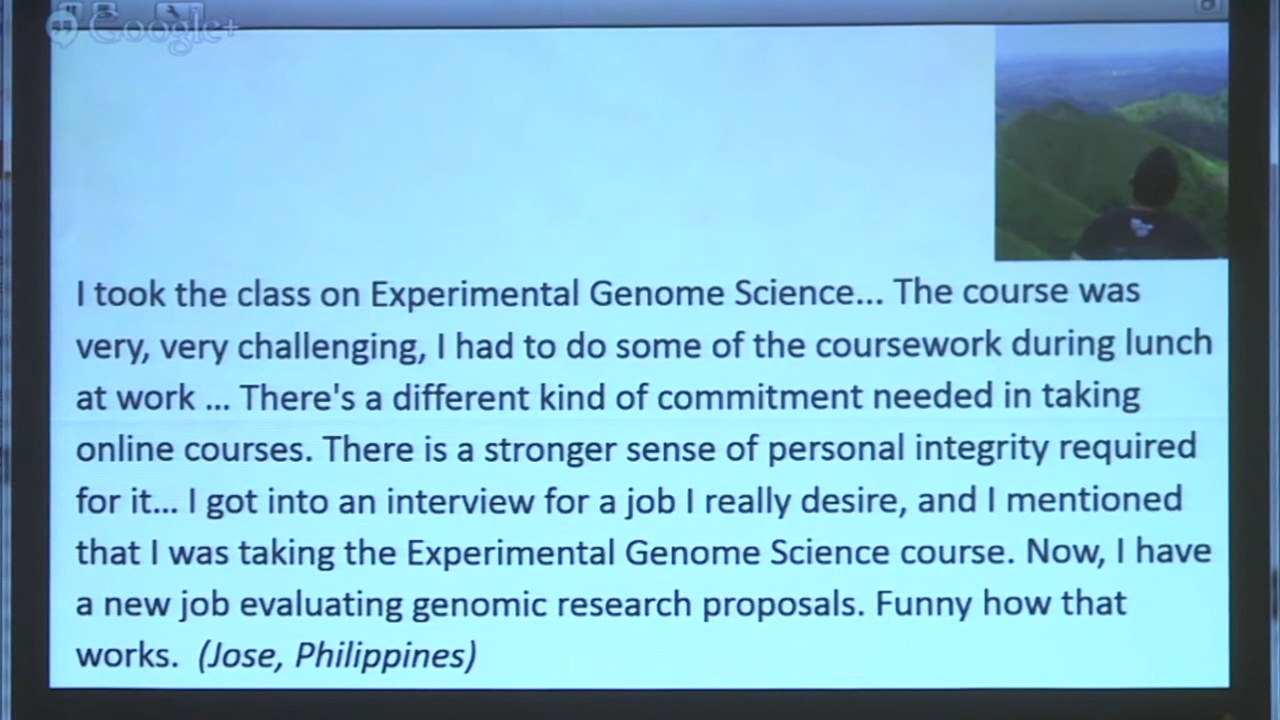 Google+
I took the class on Experimental Genome Science... The course was
very, very challenging, I had to do some of the coursework during lunch
at work ... There's a different kind of commitment needed in taking
online courses. There is a stronger sense of personal integrity required
for it... I got into an interview for a job I really desire, and I mentioned
that I was taking the Experimental Genome Science course. Now, I have
a new job evaluating genomic research proposals. Funny how that
works. (Jose, Philippines)